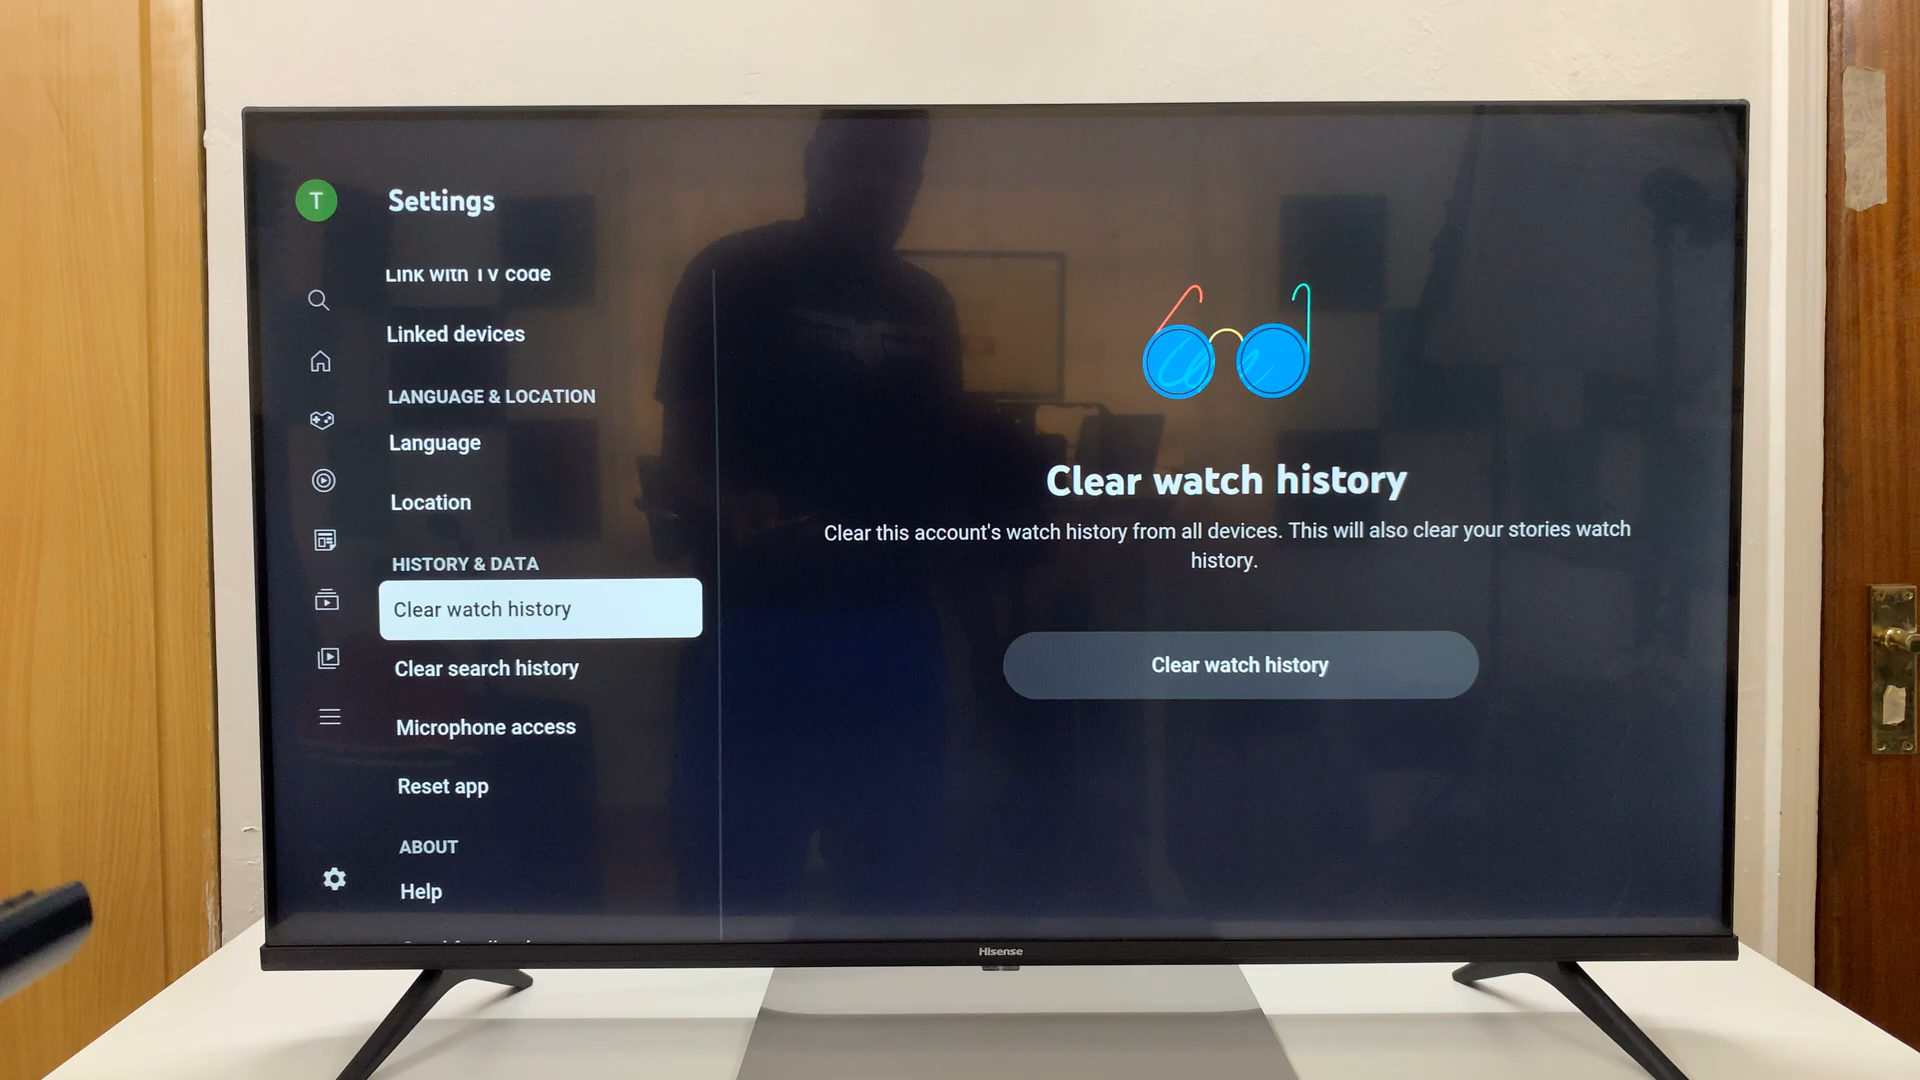 T
Settings
Link with TV code
Linked devices
LANGUAGE & LOCATION
Language
Location
HISTORY & DATA
Clear watch history
Clear search history
Microphone access
Reset app
ABOUT
Help
Clear watch history
Clear this account's watch history from all devices. This will also clear your stories watch
history.
Clear watch history
Hisense